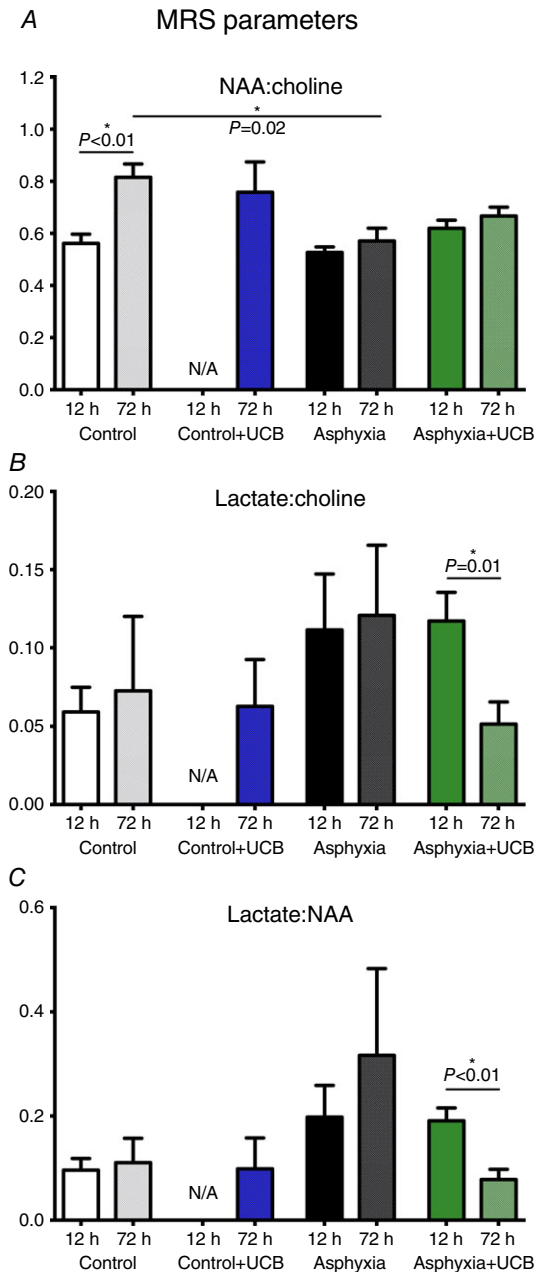 A MRS parameters
NAA:choline
1.2
1.0
0.8
0.6
0.4
0.2
0.0
*
P<0.01
*
P=0.02
N/A
12 h 72 h 12 h 72 h 12 h 72 h 12 h 72 h
Control Control+UCB Asphyxia Asphyxia+UCB
B
Lactate:choline
0.20
0.15
0.10
0.05
0.00
*
P=0.01
N/A
12 h 72 h 12 h 72 h 12 h 72 h 12 h 72 h
Control Control+UCB Asphyxia Asphyxia+UCB
C
Lactate:NAA
0.6
0.4
0.2
0.0
*
P<0.01
N/A
12 h 72 h 12 h 72 h 12 h 72 h 12 h 72 h
Control Control+UCB Asphyxia Asphyxia+UCB